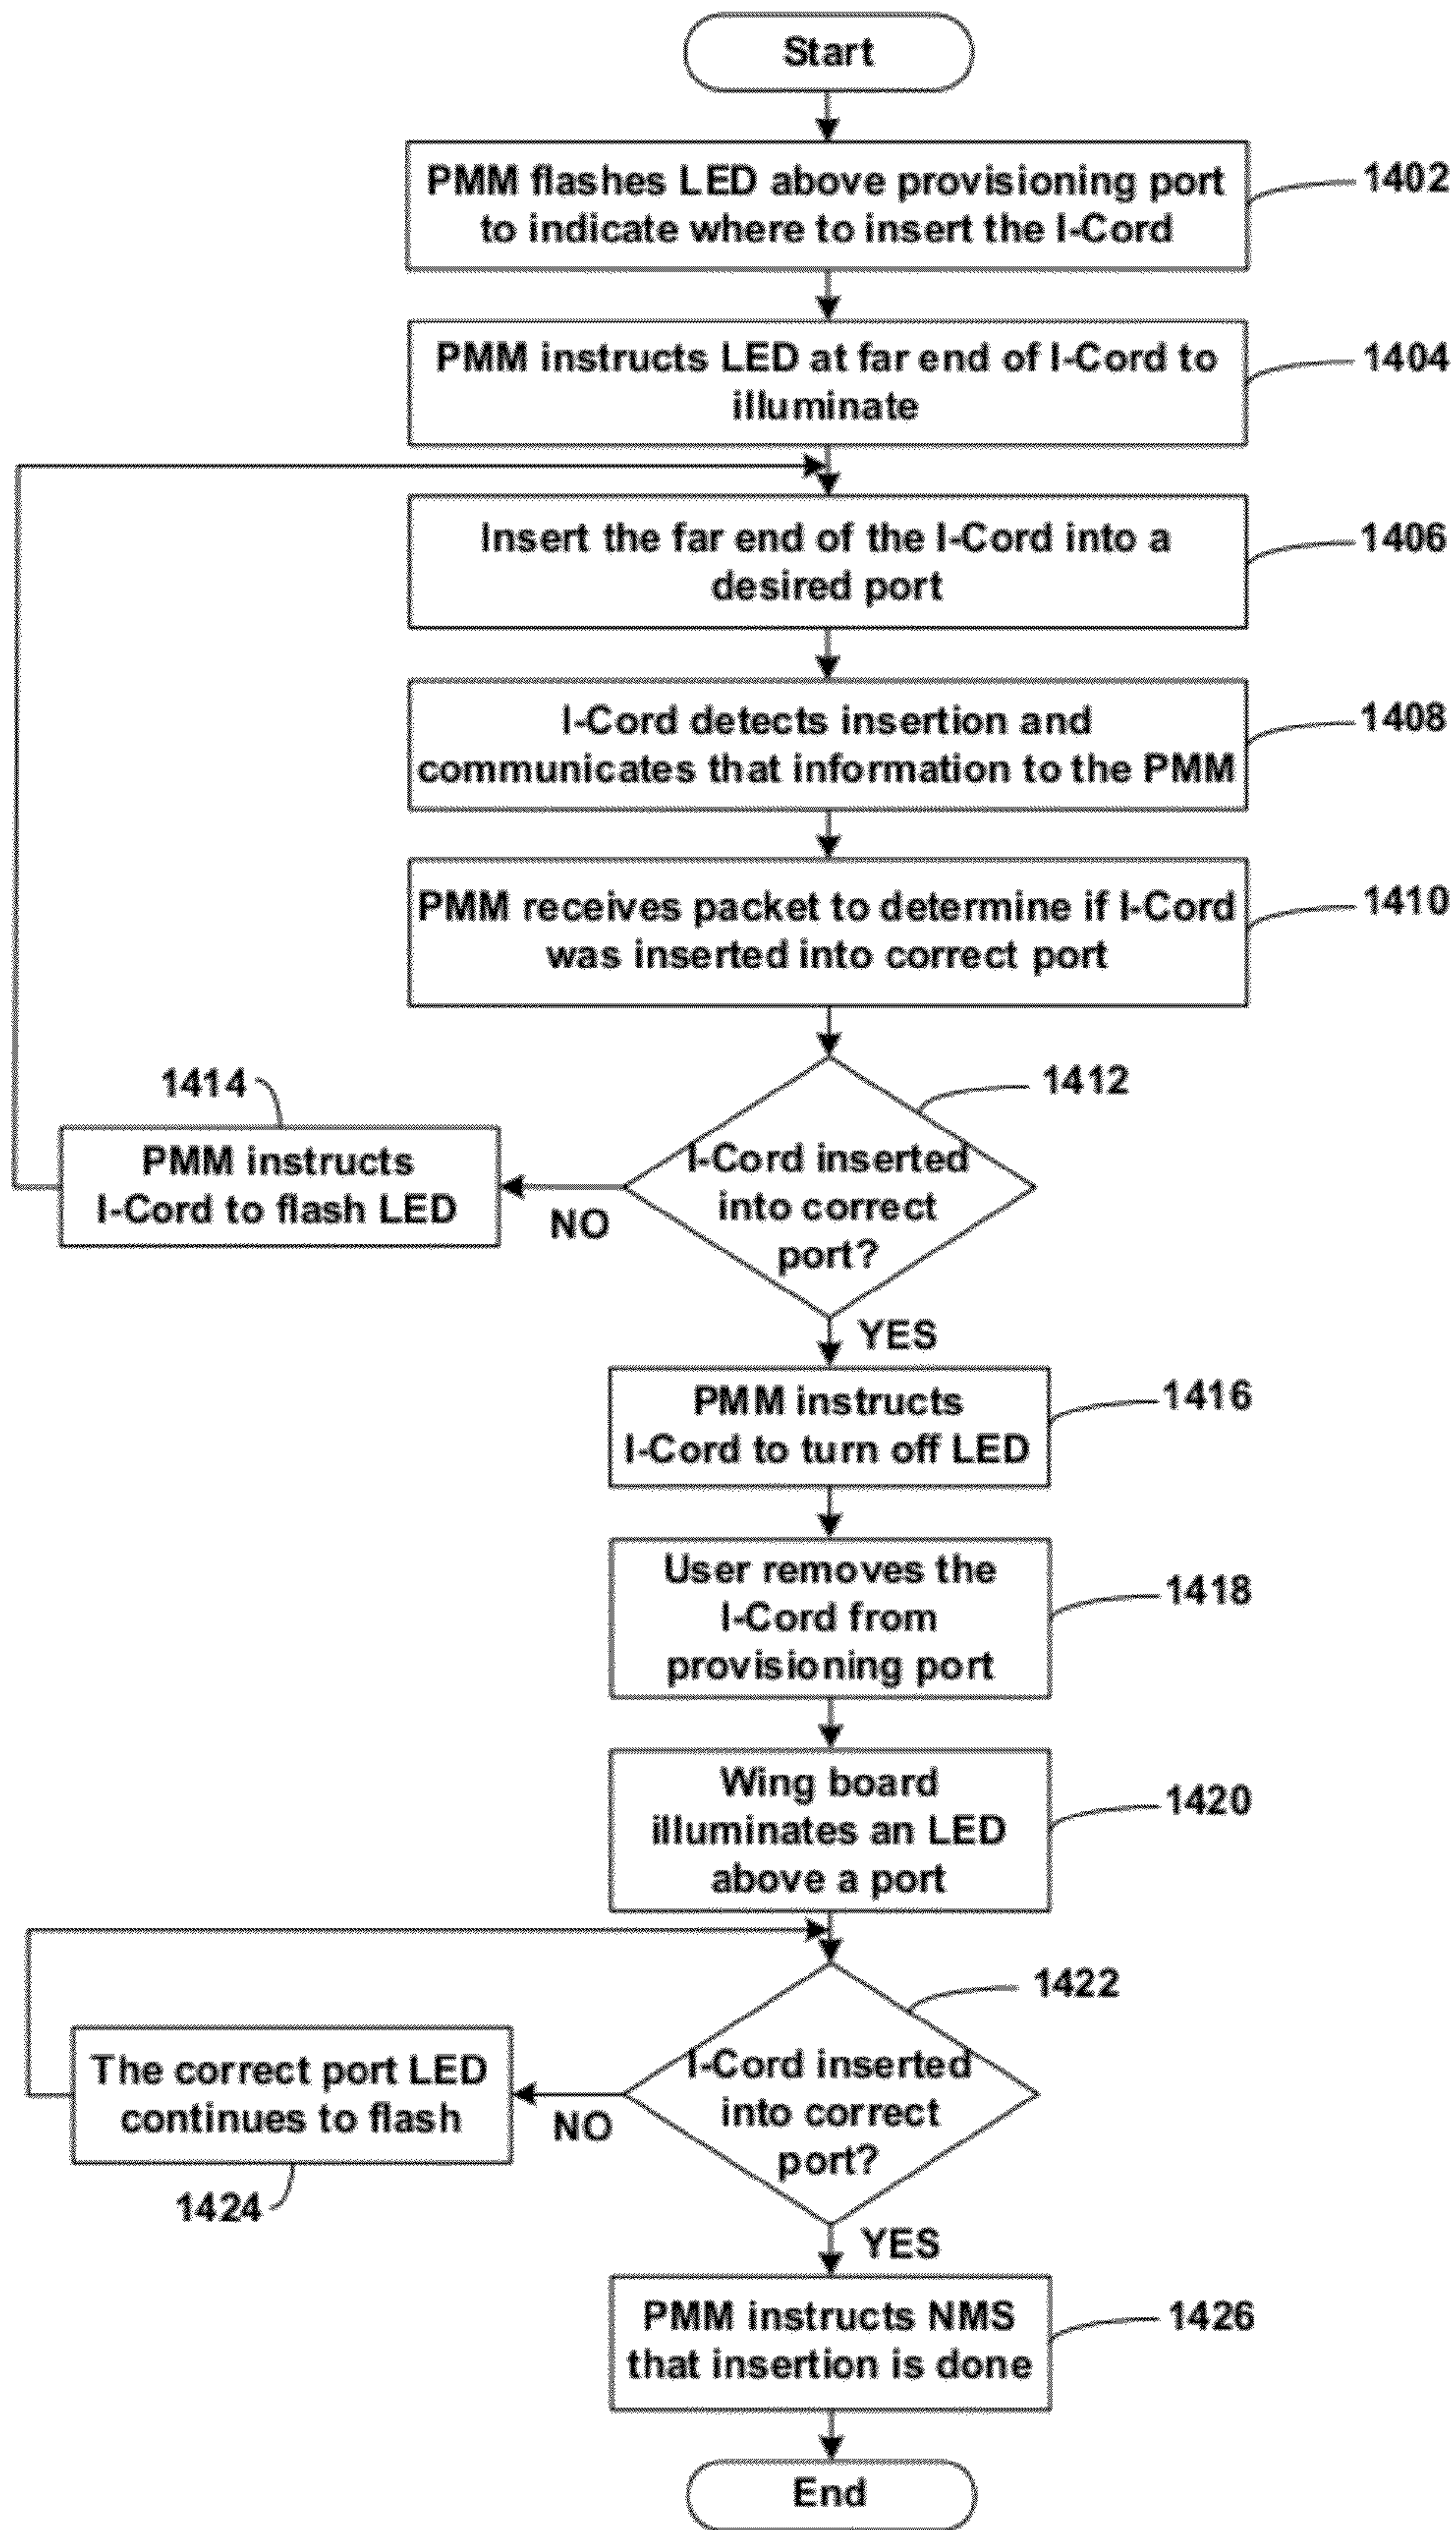 Start
PMM flashes LED above provisioning port
to indicate where to insert the I-Cord
1402
PMM instructs LED at far end of I-Cord to
illuminate
1404
Insert the far end of the I-Cord into a
desired port
1406
I-Cord detects insertion and
communicates that information to the PMM
1408
PMM receives packet to determine if I-Cord
was inserted into correct port
1410
1412
I-Cord inserted
into correct
port?
1414
PMM instructs
I-Cord to flash LED
NO
YES
PMM instructs
I-Cord to turn off LED
1416
User removes the
I-Cord from
provisioning port
1418
Wing board
illuminates an LED
above a port
1420
1422
I-Cord inserted
into correct
port?
The correct port LED
continues to flash
NO
1424
YES
PMM instructs NMS
that insertion is done
1426
End